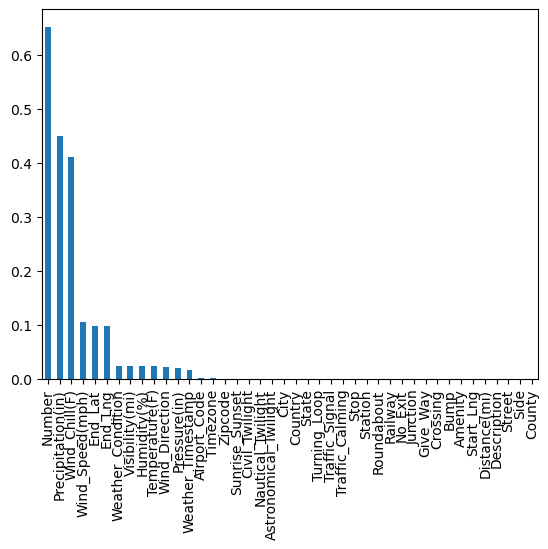 0.6
0.5
0.4
0.3
0.2
0.1
0.0
Number
Precipitation(in)
Wind_Chill(F)
Wind_Speed(mph)
End_Lat
End_Lng
Weather_Condition
Visibility(mi)
Humidity(%)
Temperature(F)
Wind_Direction
Pressure(in)
Weather_Timestamp
Airport_Code
Timezone
Zipcode
Sunrise_Sunset
Civil_Twilight
Nautical_Twilight
Astronomical_Twilight
City
Country
State
Turning_Loop
Traffic_Signal
Traffic_Calming
Stop
Station
Roundabout
Railway
No_Exit
Junction
Give_Way
Crossing
Bump
Amenity
Start_Lng
Distance(mi)
Description
Street
Side
County